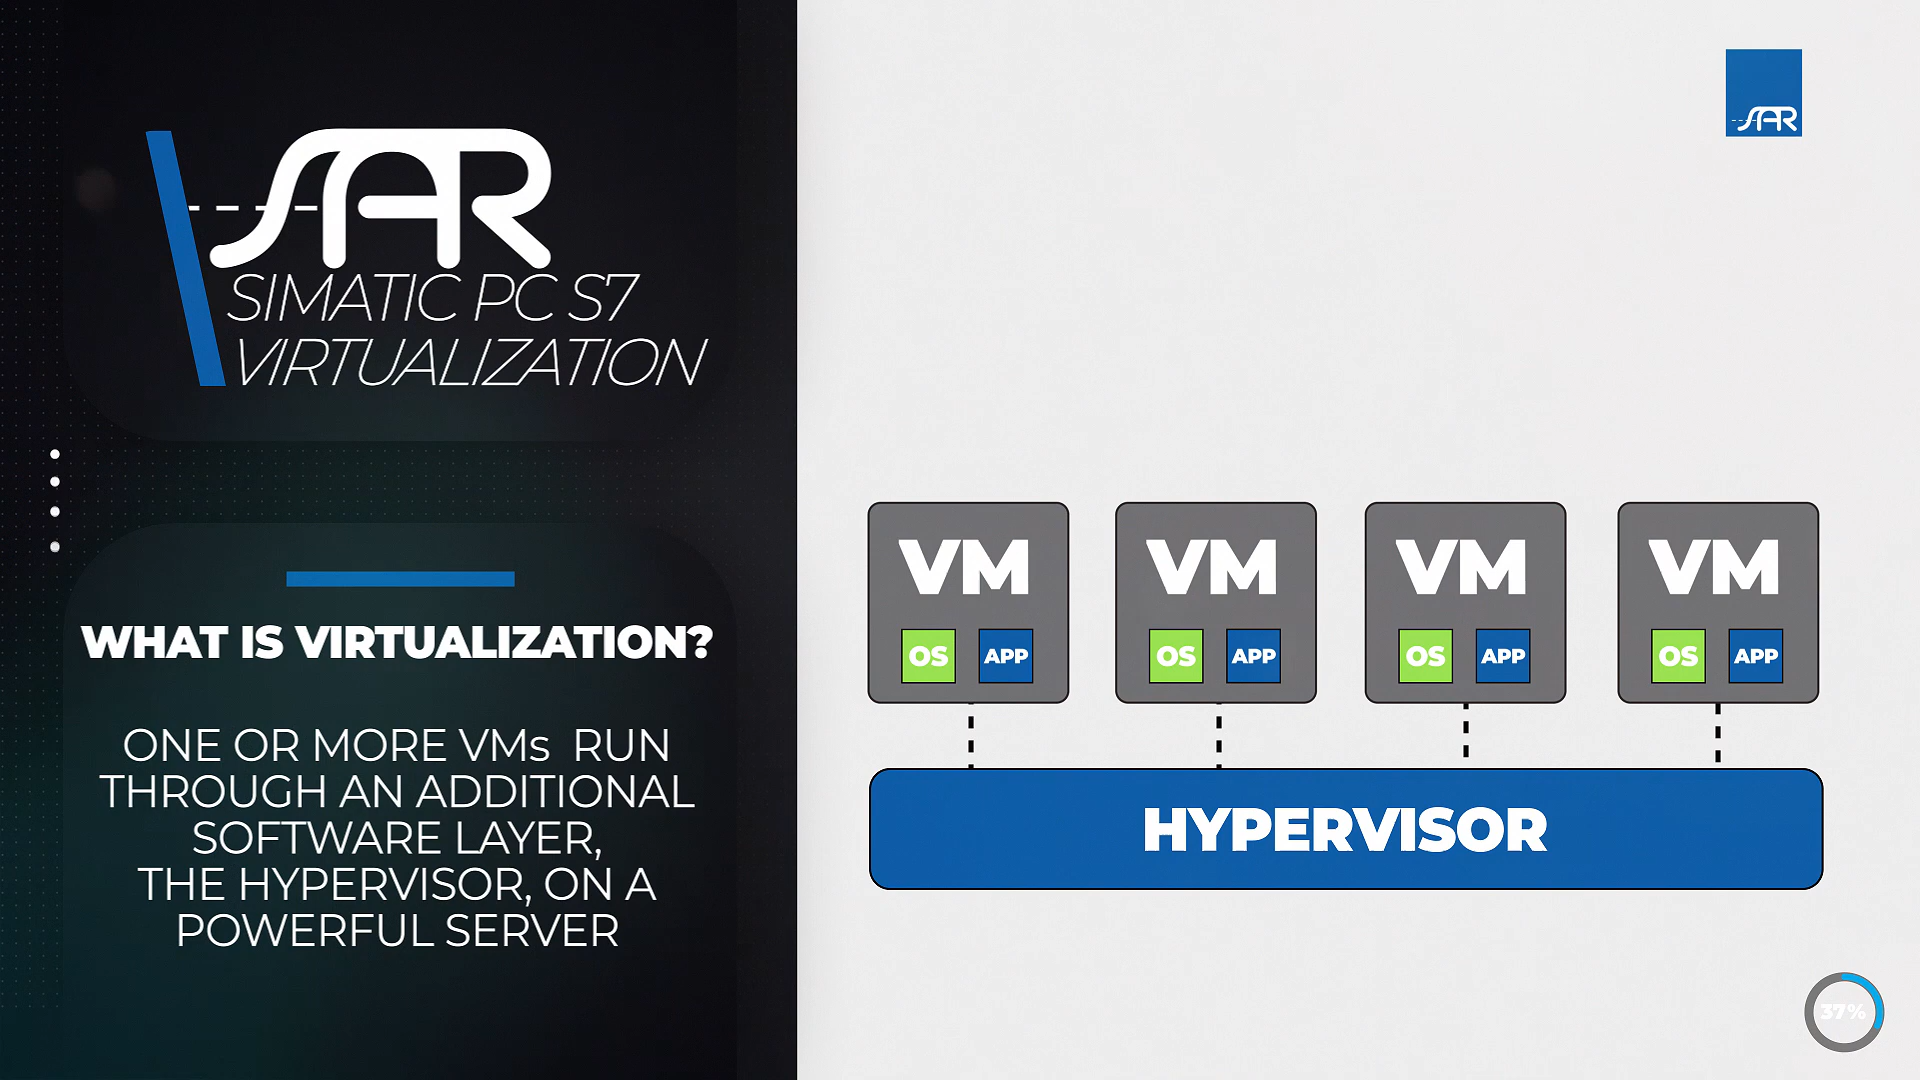 SAR
SIMATIC PC S7
VIRTUALIZATION
WHAT IS VIRTUALIZATION?
ONE OR MORE VMs RUN
THROUGH AN ADDITIONAL
SOFTWARE LAYER,
THE HYPERVISOR, ON A
POWERFUL SERVER
SAR
VM
OS APP
VM
OS APP
VM
OS APP
VM
OS APP
HYPERVISOR
37%